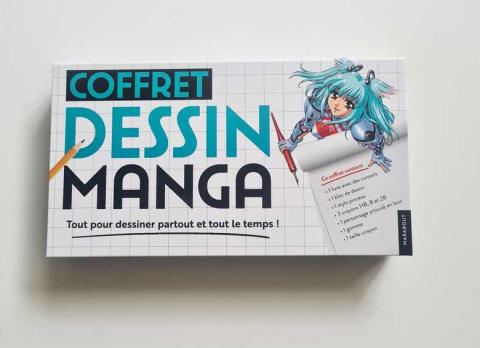 COFFRET
DESSIN
MANGA
Tout pour dessiner partout et tout le temps !
Ce coffret contient
• 1 livre avec des conseils
• 1 bloc de dessin
• 1 stylo pinceau
• 3 crayons HB, B et 2B
• 1 personnage articulé en bois
• 1 gomme
• 1 taille-crayon
MARABOUT